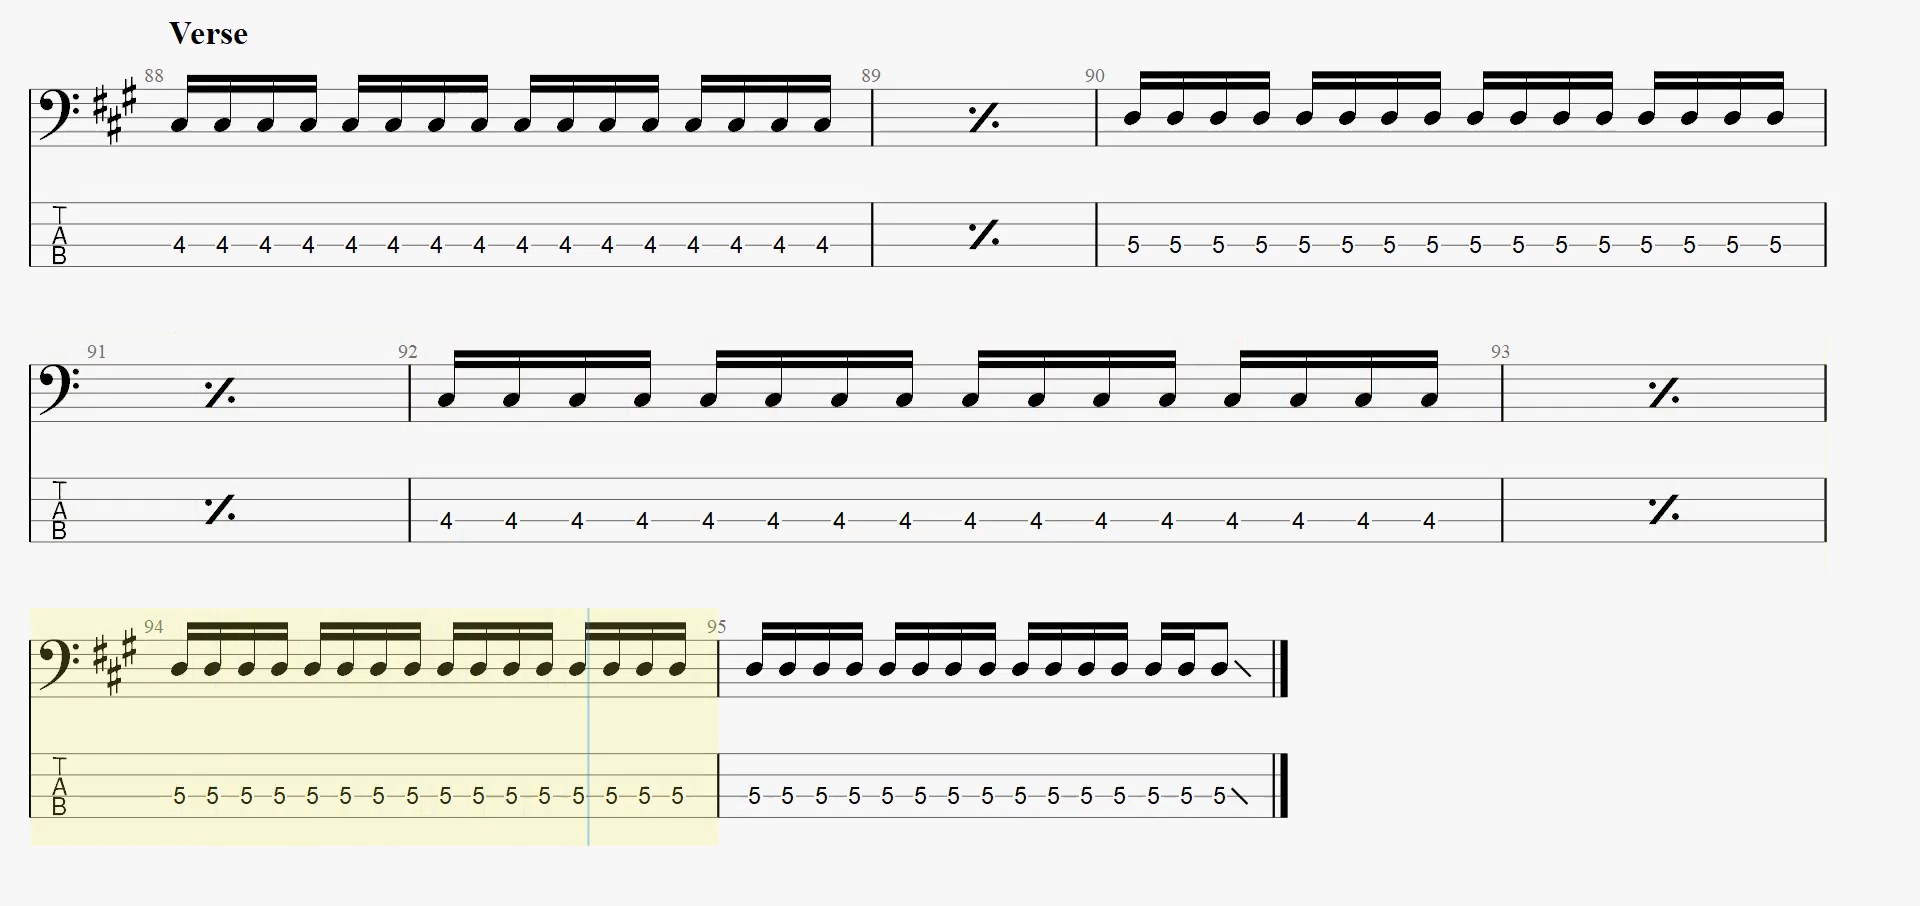 Verse
88 89 90
T A B 4 4 4 4 4 4 4 4 4 4 4 4 4 4 4 4 5 5 5 5 5 5 5 5 5 5 5 5 5 5 5 5
91 92 93
T A B 4 4 4 4 4 4 4 4 4 4 4 4 4 4 4 4
94 95
T A B 5 5 5 5 5 5 5 5 5 5 5 5 5 5 5 5 5 5 5 5 5 5 5 5 5 5 5 5 5 5 5